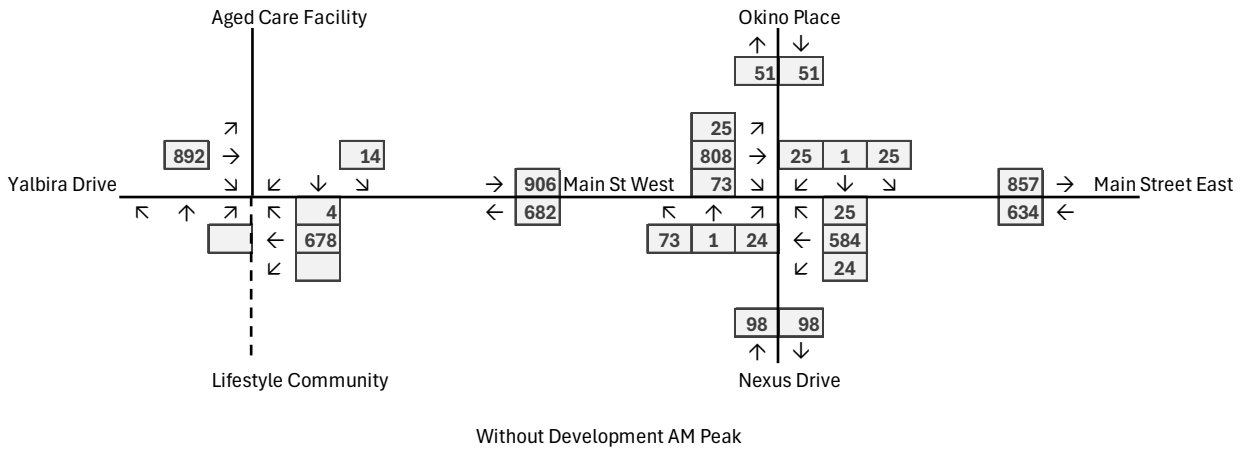 Aged Care Facility
Okino Place
↑ ↓
51 51
↗ 25 ↗
892 → 14 808 → 25 1 25
Yalbira Drive ↘ ↙ ↓ ↘ → 906 Main St West 73 ↘ ↙ ↓ ↘ 857 → Main Street East
↖ ↑ ↗ ↖ 4 ← 682 ↖ ↑ ↗ ↖ 25 634 ←
← 678 73 1 24 ← 584
↙ ↙ 24
98 98
↑ ↓
Lifestyle Community
Nexus Drive
Without Development AM Peak